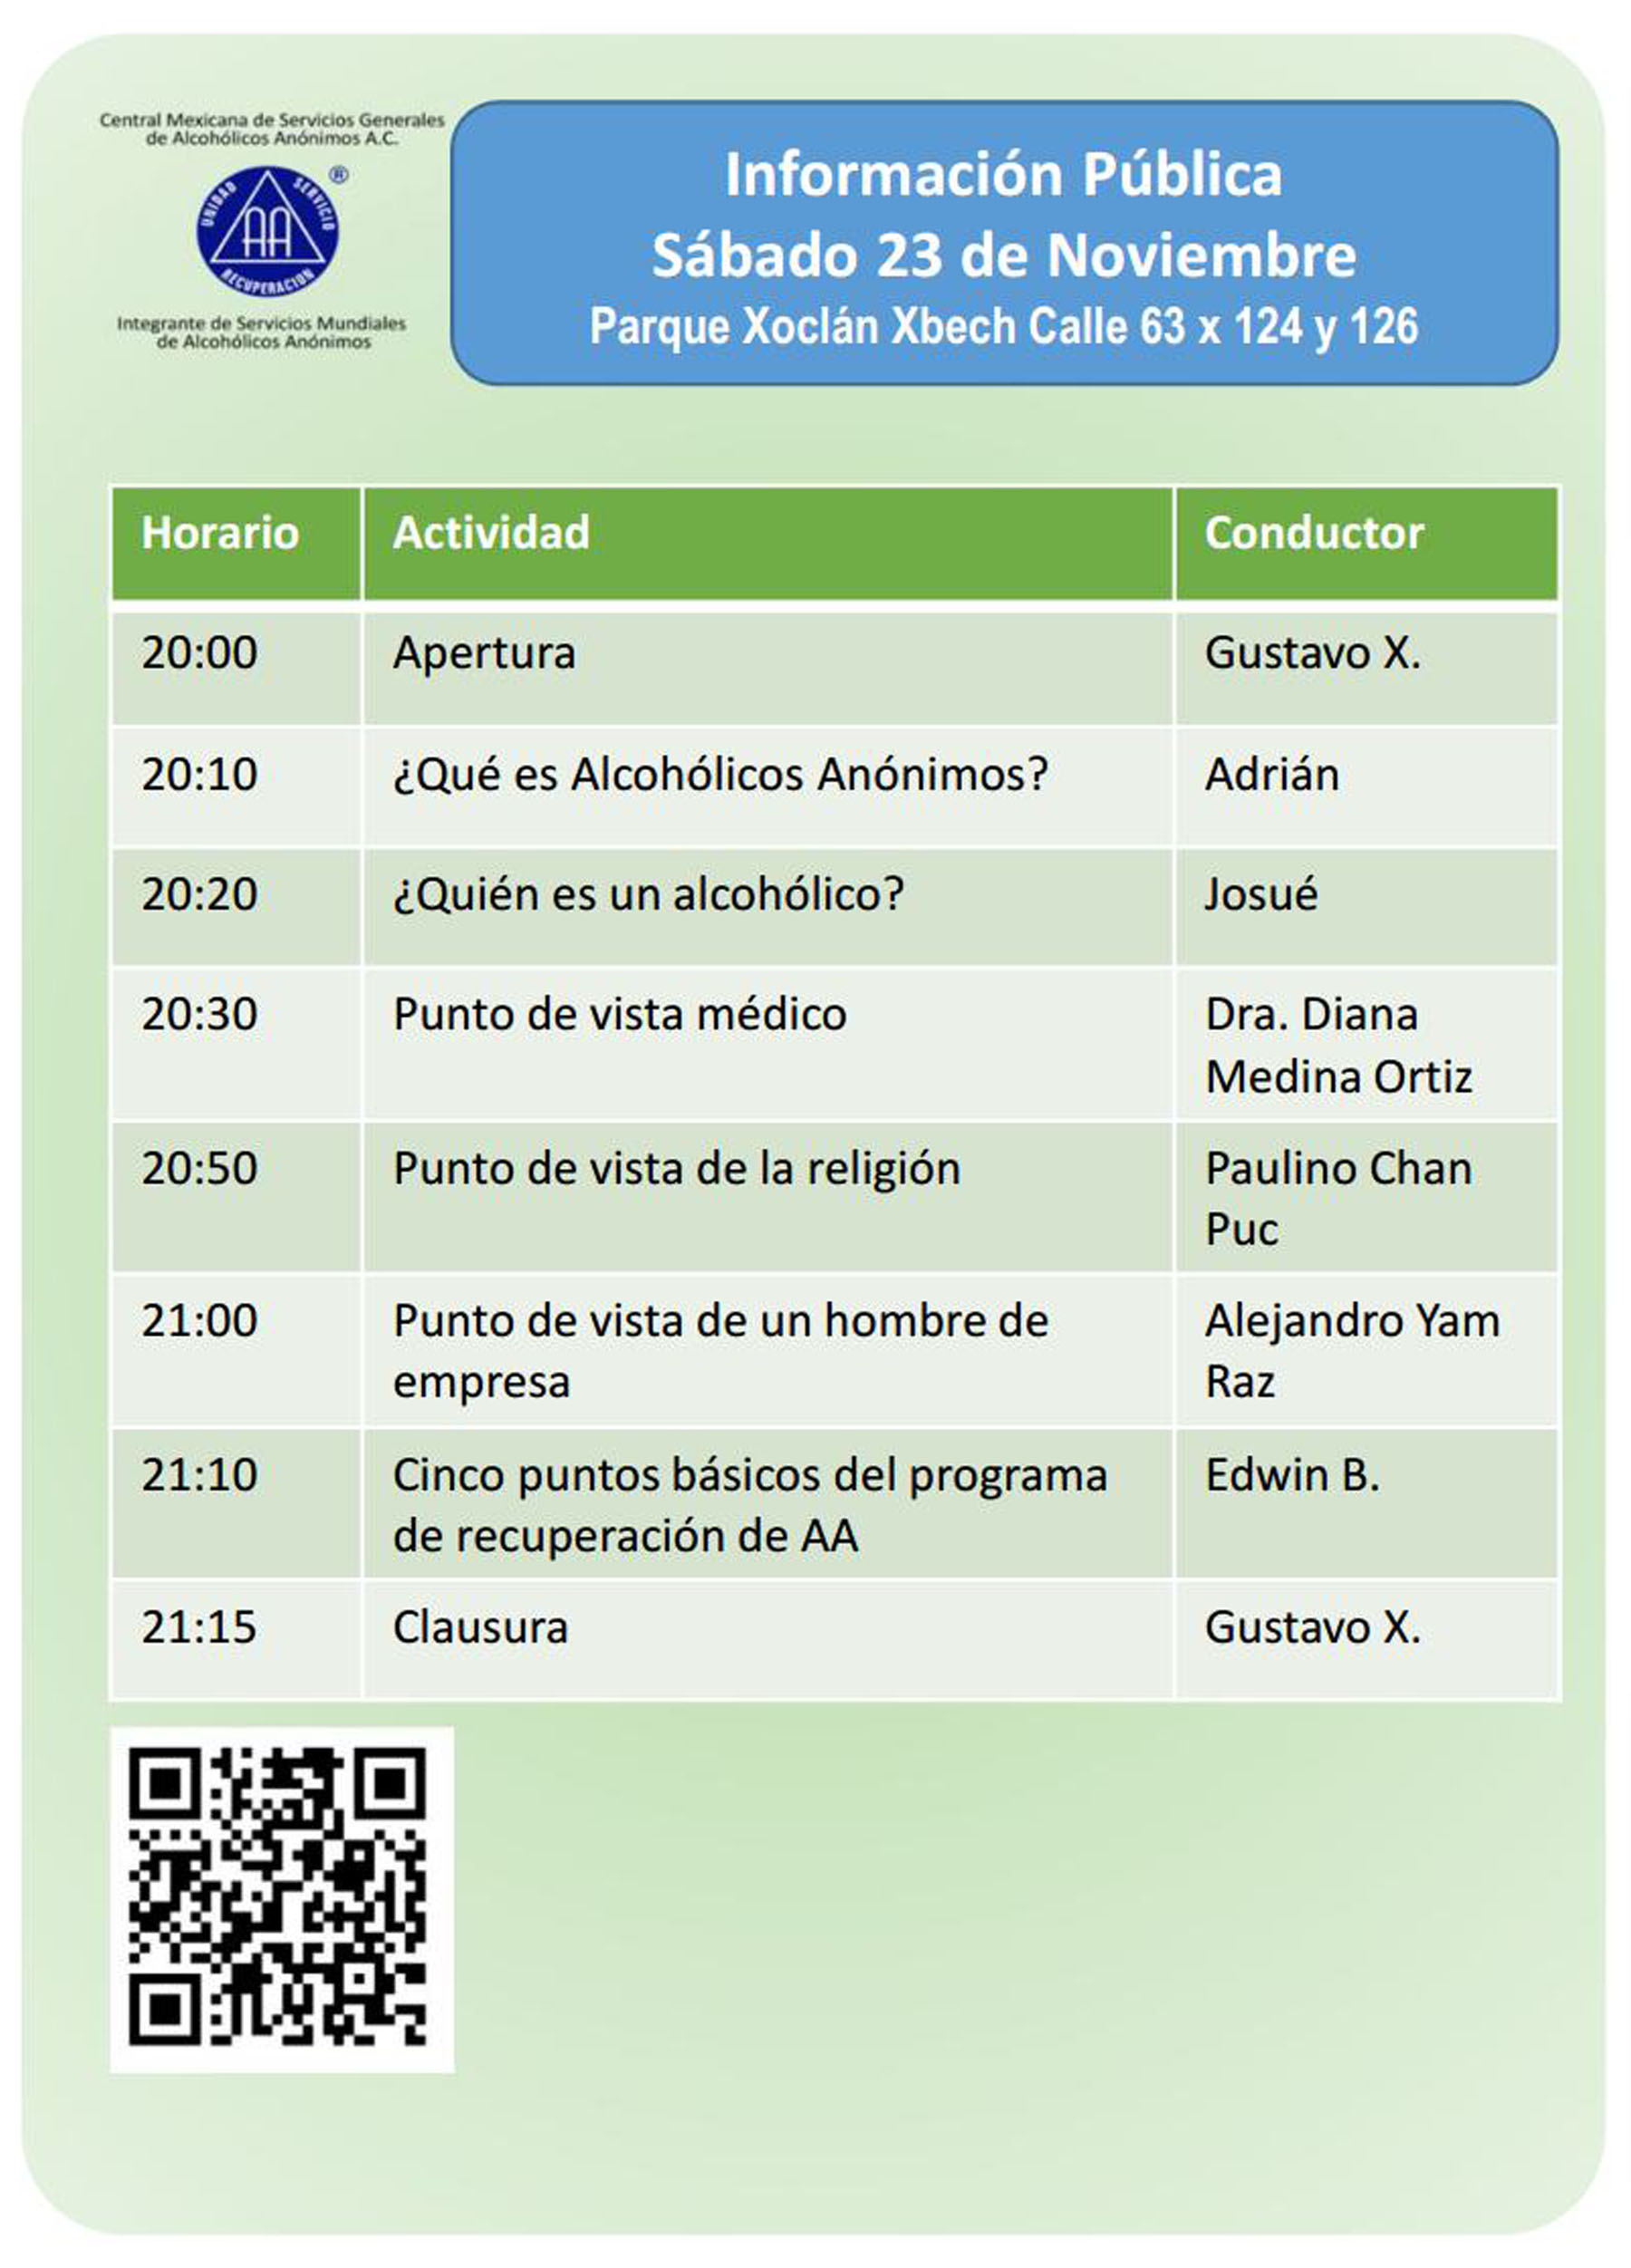 Central Mexicana de Servicios Generales
de Alcohólicos Anónimos A.C.
UNIDAD SERVICIO
®
AA
RECUPERACION
Integrante de Servicios Mundiales
de Alcohólicos Anónimos
Información Pública
Sábado 23 de Noviembre
Parque Xoclán Xbech Calle 63 x 124 y 126
Horario Actividad Conductor
20:00 Apertura Gustavo X.
20:10 ¿Qué es Alcohólicos Anónimos? Adrián
20:20 ¿Quién es un alcohólico? Josué
20:30 Punto de vista médico Dra. Diana
Medina Ortiz
20:50 Punto de vista de la religión Paulino Chan
Puc
21:00 Punto de vista de un hombre de Alejandro Yam
empresa Raz
21:10 Cinco puntos básicos del programa Edwin B.
de recuperación de AA
21:15 Clausura Gustavo X.